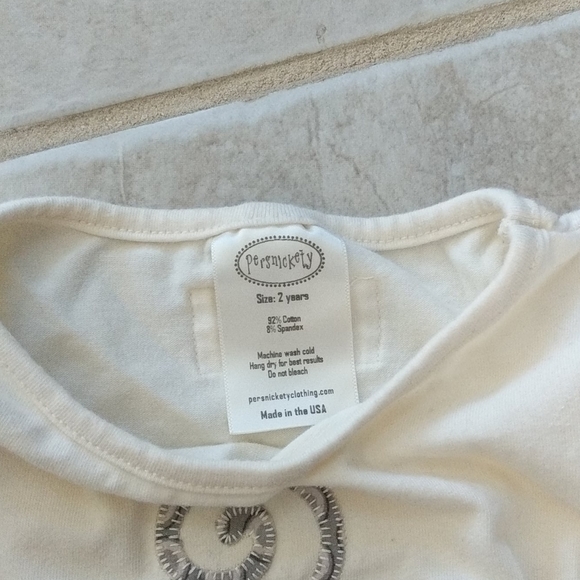 persnickety
Size: 2 years
92% Cotton
8% Spandex
Machine wash cold
Hang dry for best results
Do not bleach
persnicketyclothing.com
Made in the USA